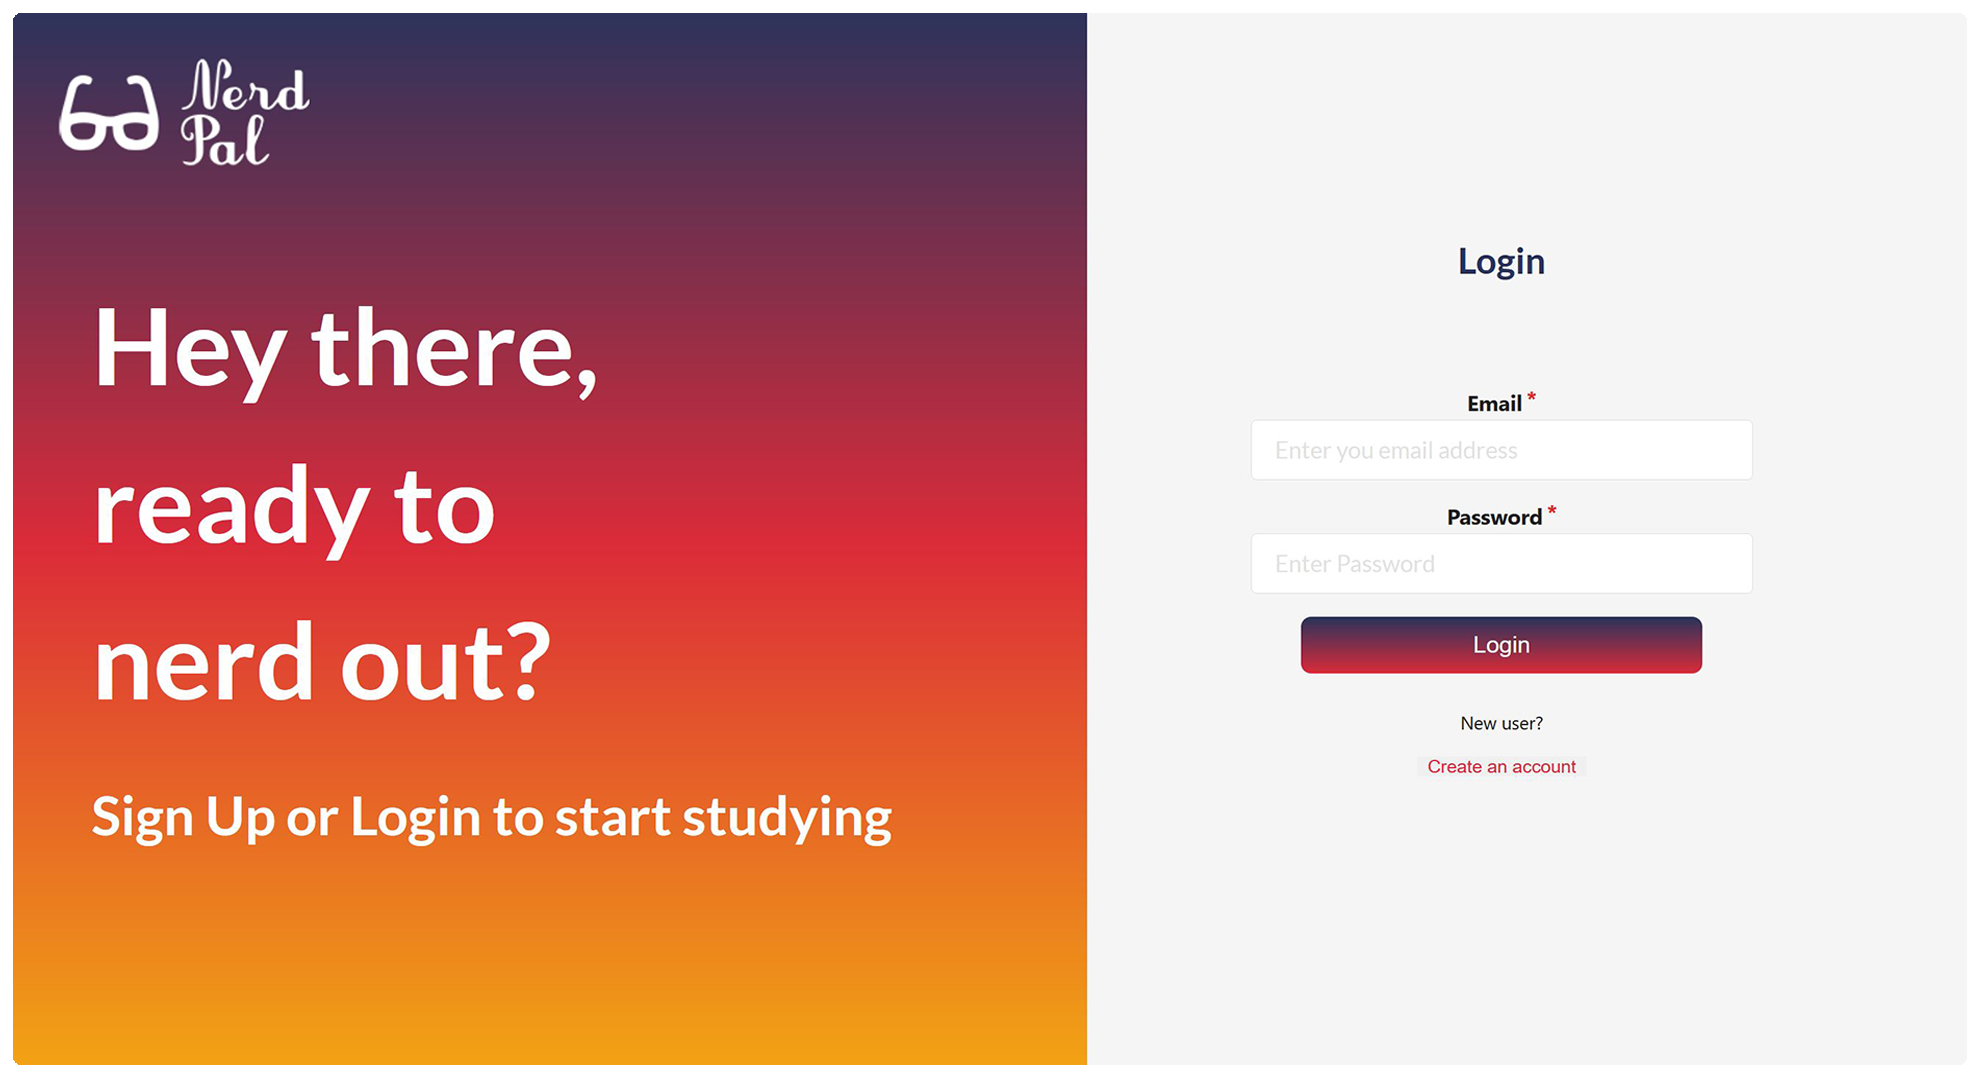 Nerd
Pal
Hey there,
ready to
nerd out?
Sign Up or Login to start studying
Login
Email *
Enter you email address
Password *
Enter Password
Login
New user?
Create an account